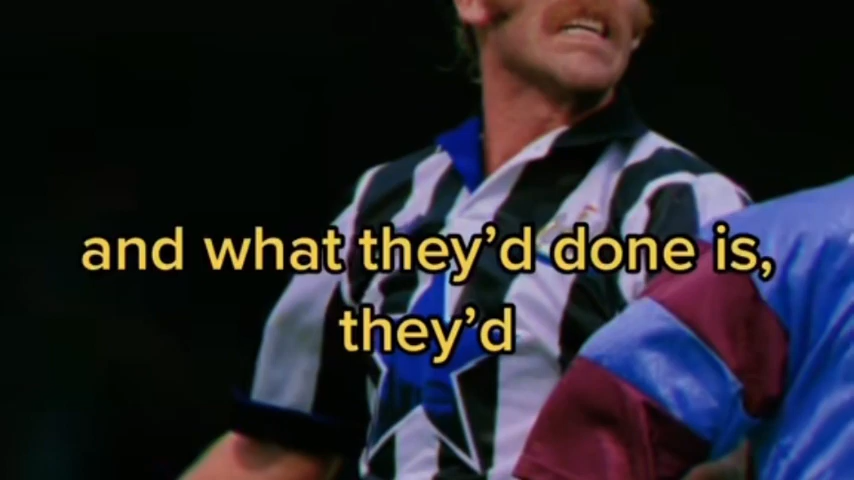 and what they’d done is,
they’d